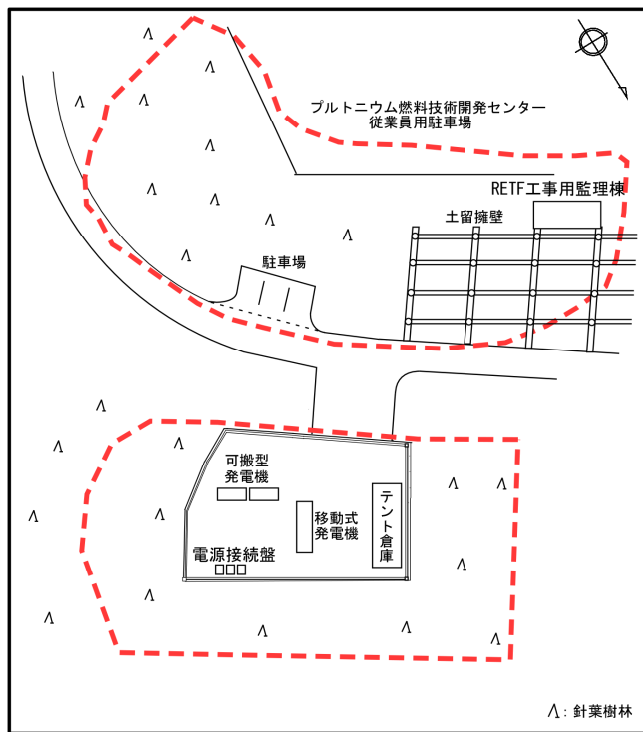 プルトニウム燃料技術開発センター
従業員用駐車場
RETF工事用監理棟
土留擁壁
駐車場
可搬型
発電機
移動式
発電機
テント倉庫
電源接続盤
Λ：針葉樹林